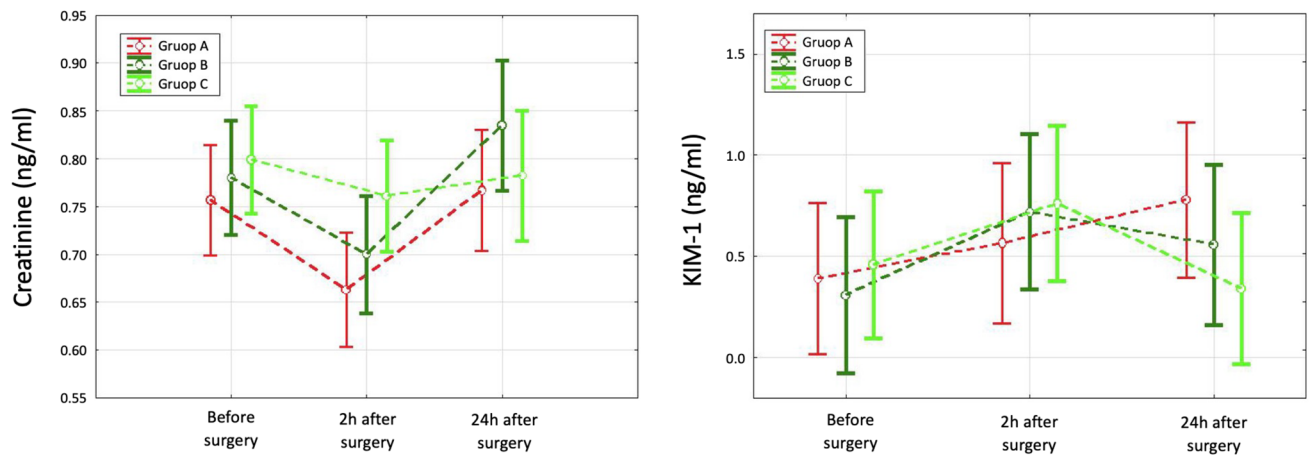 Creatinine (ng/ml)
0.95
0.90
0.85
0.80
0.75
0.70
0.65
0.60
0.55
Gruop A
Gruop B
Gruop C
Before
surgery
2h after
surgery
24h after
surgery
KIM-1 (ng/ml)
1.5
1.0
0.5
0.0
Gruop A
Gruop B
Gruop C
Before
surgery
2h after
surgery
24h after
surgery